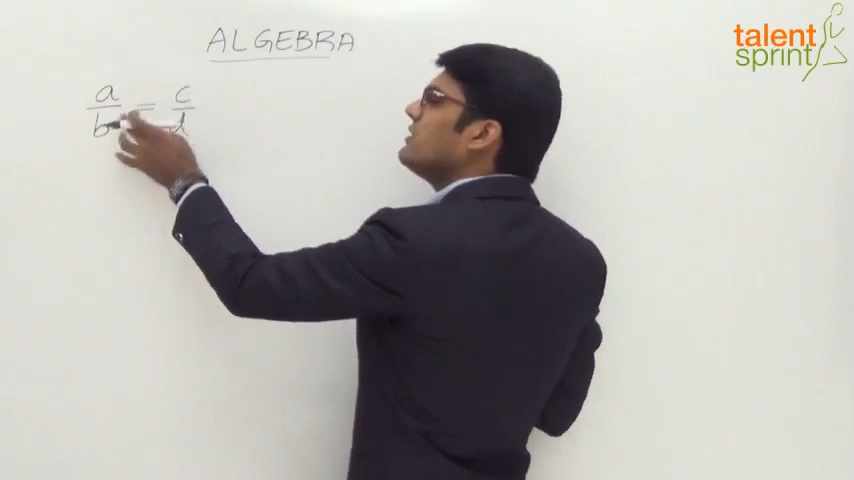 ALGEBRA
a/b = c/d
talent
sprint